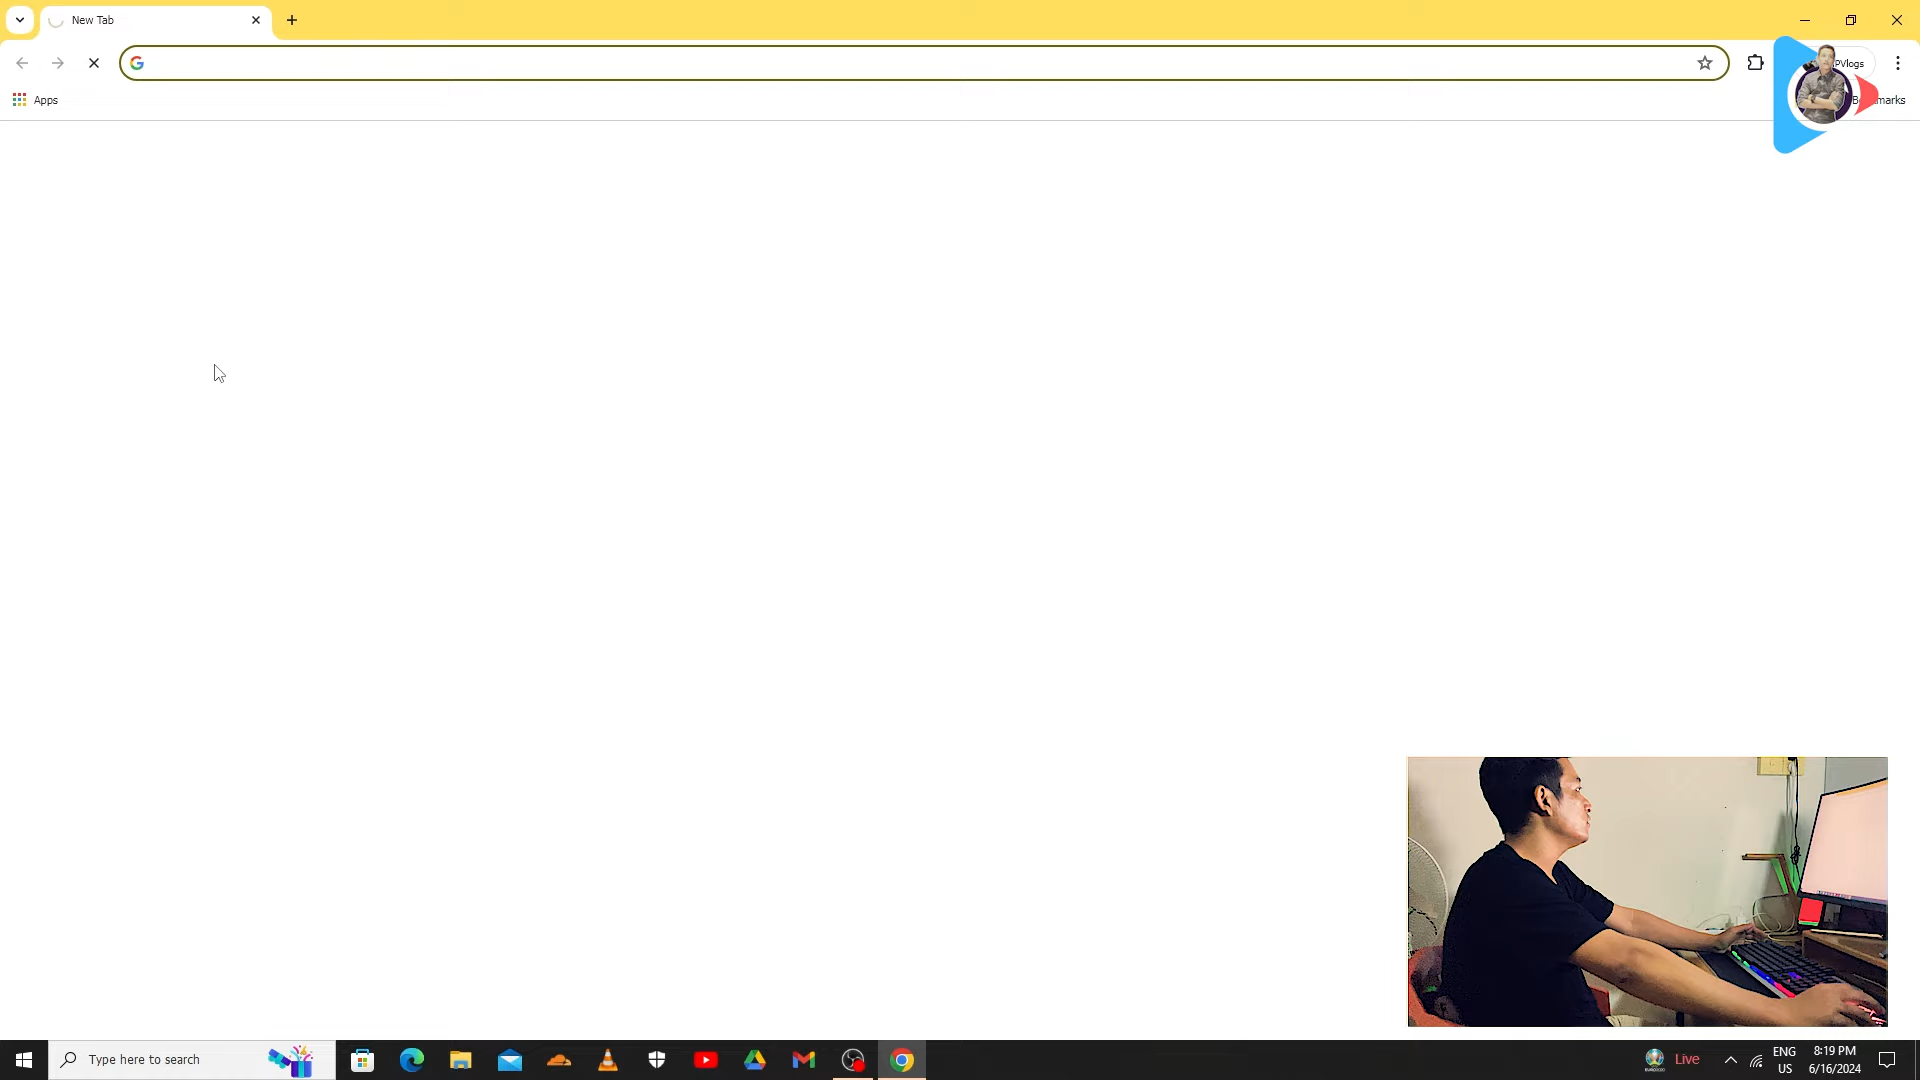 New Tab
PVlogs
Apps
Type here to search
Live
ENG
US
8:19 PM
6/16/2024